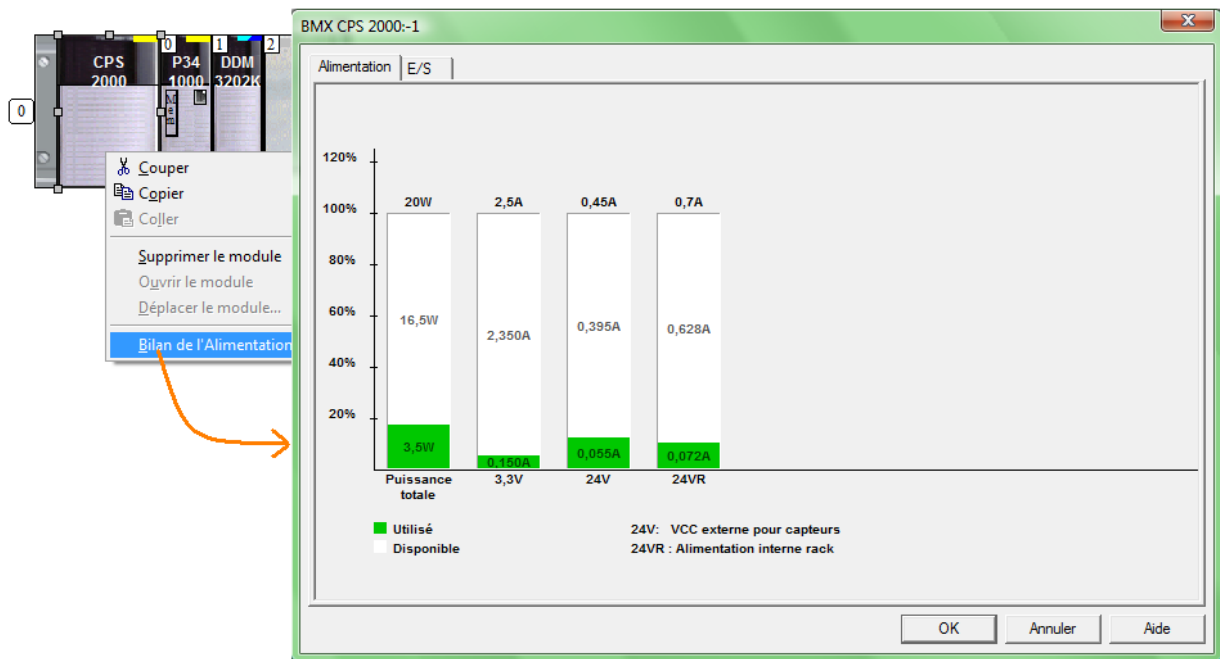 BMX CPS 2000:-1
0
1
2
CPS
2000
P34
1000
DDM
3202K
M
e
m
0
Couper
Copier
Coller
Supprimer le module
Ouvrir le module
Déplacer le module...
Bilan de l'Alimentation
Alimentation
E/S
120%
100%
80%
60%
40%
20%
20W
2,5A
0,45A
0,7A
16,5W
2,350A
0,395A
0,628A
3,5W
0,150A
0,055A
0,072A
Puissance
totale
3,3V
24V
24VR
Utilisé
Disponible
24V: VCC externe pour capteurs
24VR : Alimentation interne rack
OK
Annuler
Aide